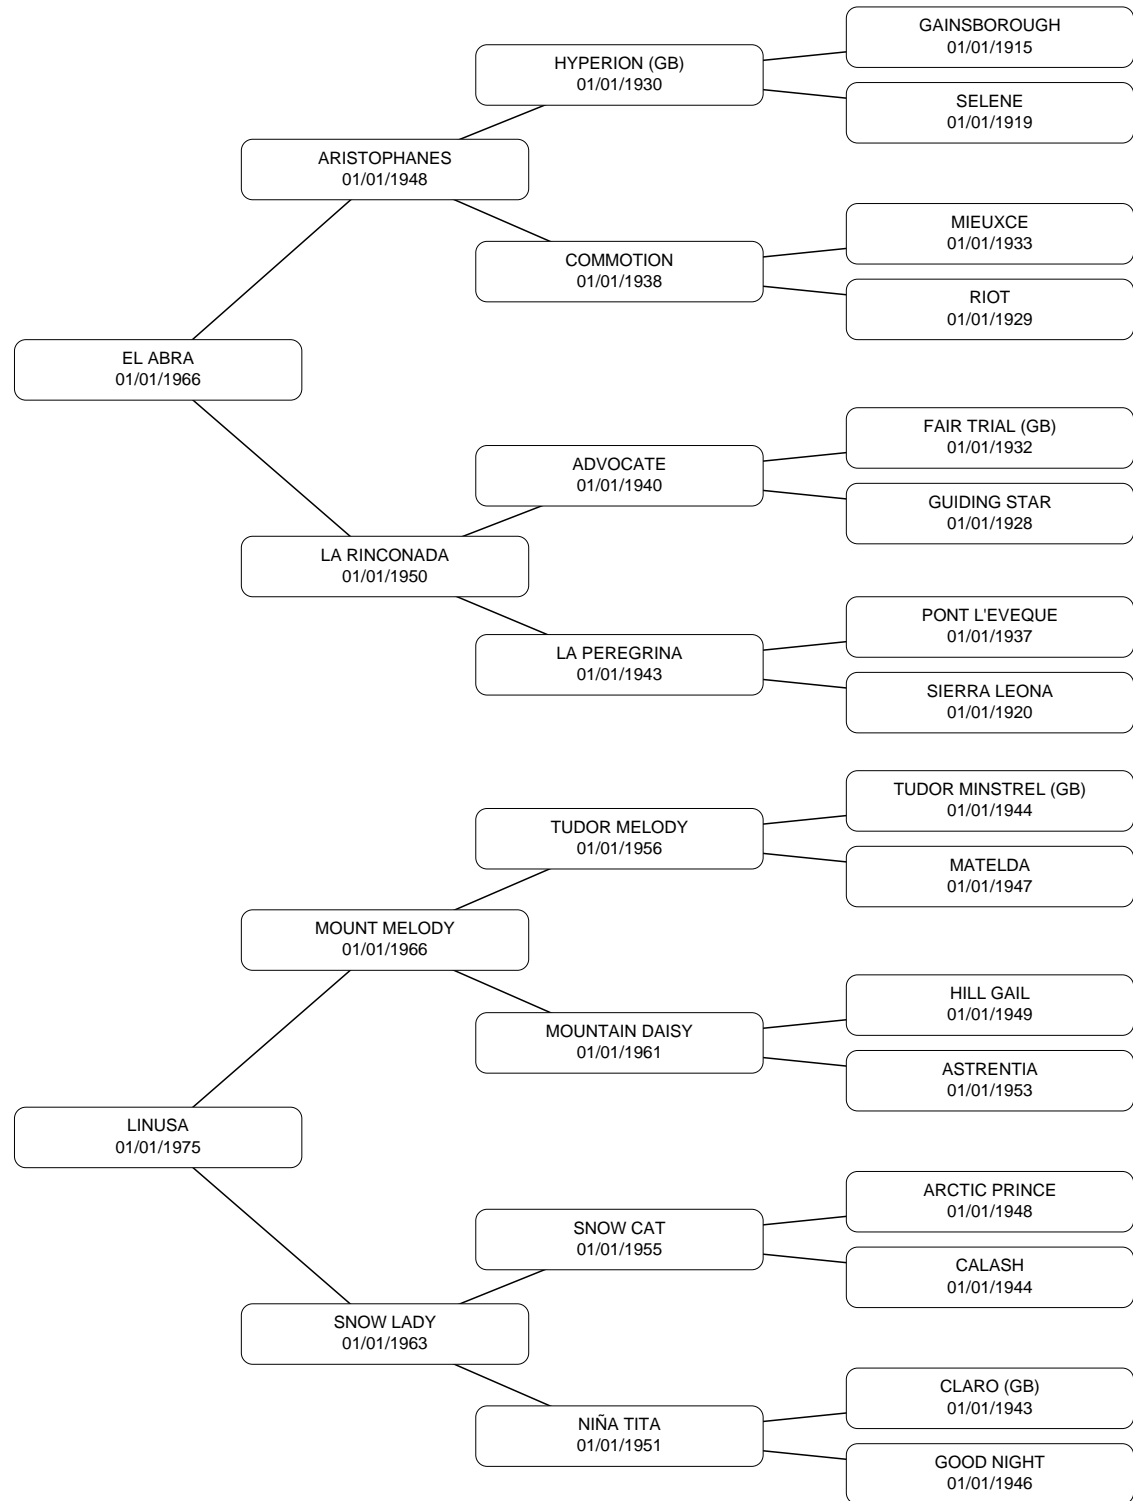 GAINSBOROUGH
01/01/1915
HYPERION (GB)
01/01/1930
SELENE
01/01/1919
ARISTOPHANES
01/01/1948
MIEUXCE
01/01/1933
COMMOTION
01/01/1938
RIOT
01/01/1929
EL ABRA
01/01/1966
FAIR TRIAL (GB)
01/01/1932
ADVOCATE
01/01/1940
GUIDING STAR
01/01/1928
LA RINCONADA
01/01/1950
PONT L'EVEQUE
01/01/1937
LA PEREGRINA
01/01/1943
SIERRA LEONA
01/01/1920
TUDOR MINSTREL (GB)
01/01/1944
TUDOR MELODY
01/01/1956
MATELDA
01/01/1947
MOUNT MELODY
01/01/1966
HILL GAIL
01/01/1949
MOUNTAIN DAISY
01/01/1961
ASTRENTIA
01/01/1953
LINUSA
01/01/1975
ARCTIC PRINCE
01/01/1948
SNOW CAT
01/01/1955
CALASH
01/01/1944
SNOW LADY
01/01/1963
CLARO (GB)
01/01/1943
NIÑA TITA
01/01/1951
GOOD NIGHT
01/01/1946